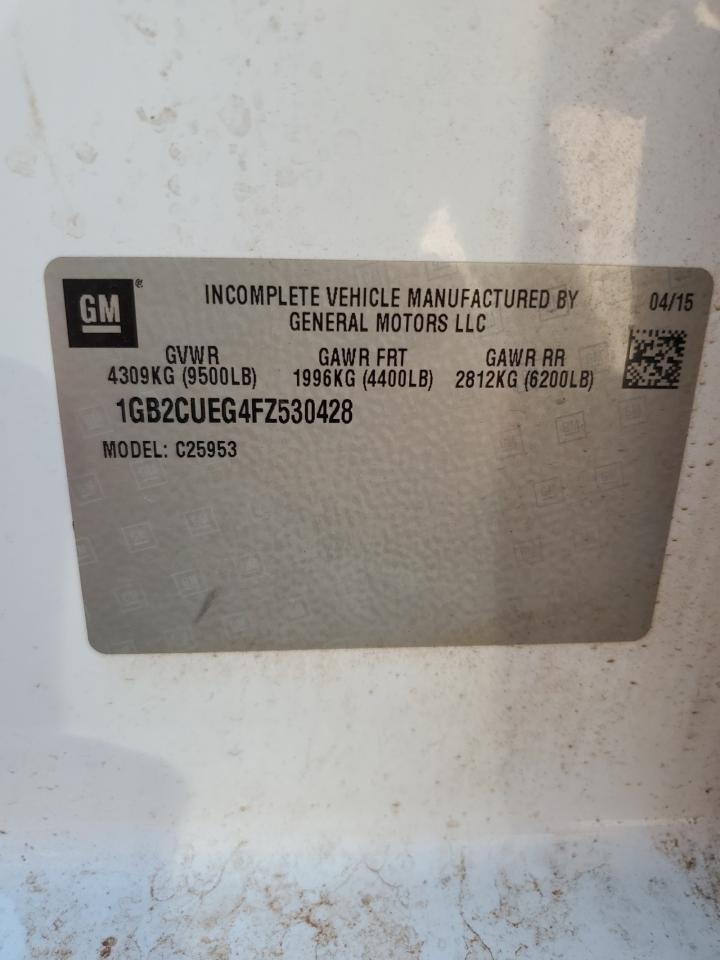 GM®
INCOMPLETE VEHICLE MANUFACTURED BY
GENERAL MOTORS LLC
04/15
GVWR GAWR FRT GAWR RR
4309KG (9500LB) 1996KG (4400LB) 2812KG (6200LB)
1GB2CUEG4FZ530428
MODEL: C25953